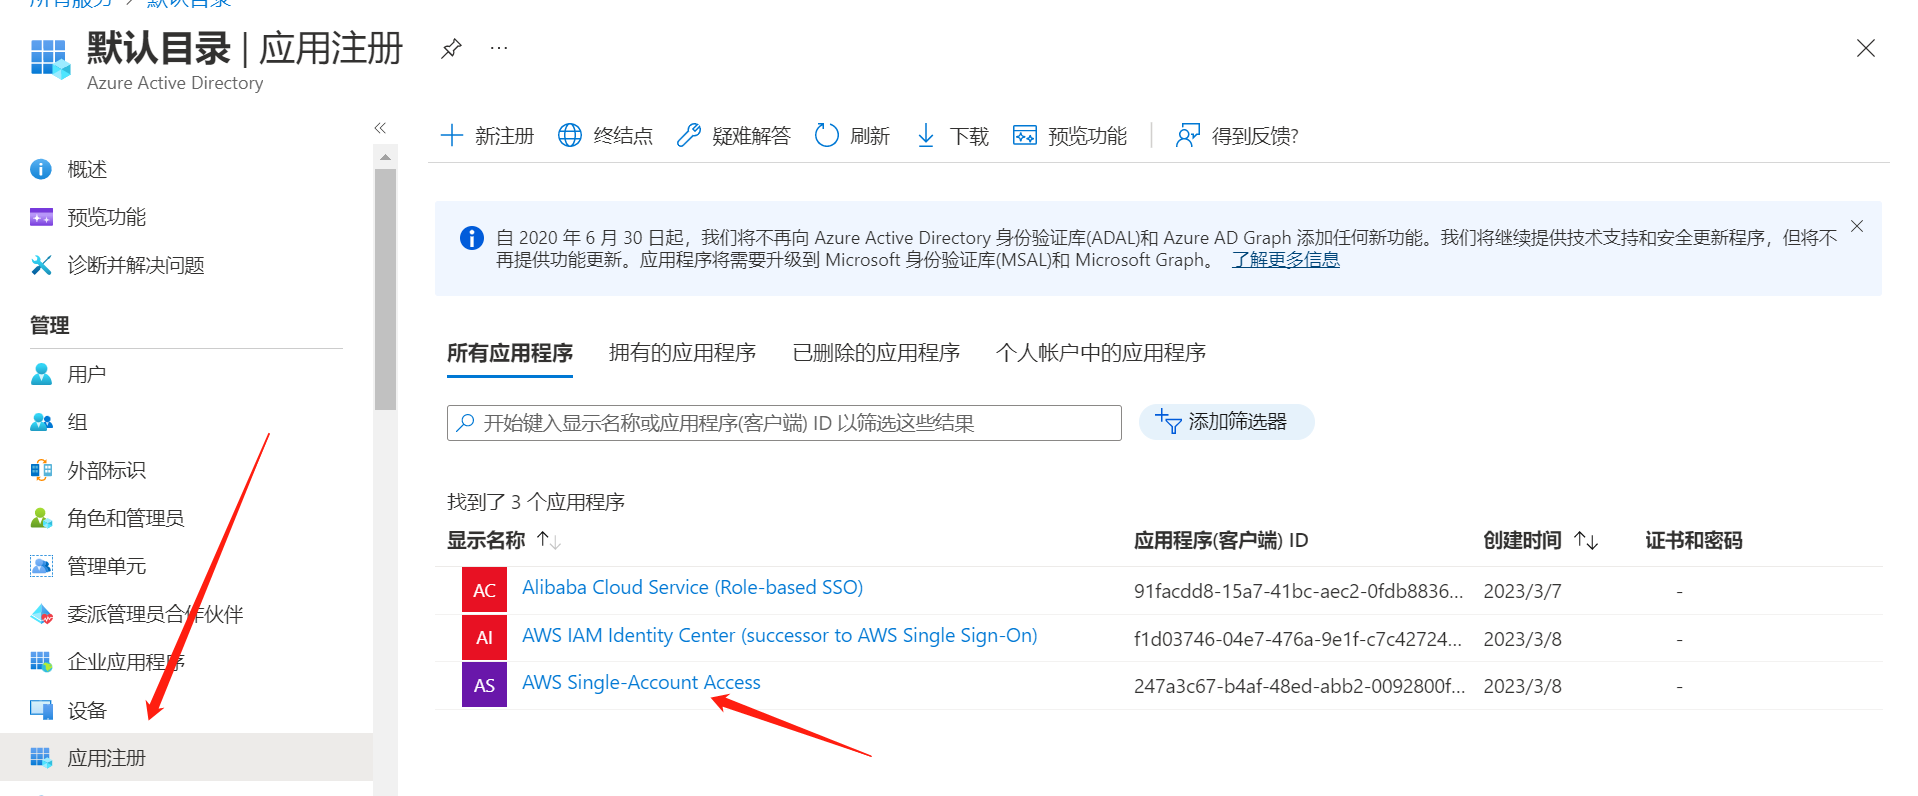 所有服务 > 默认目录
默认目录 | 应用注册
Azure Active Directory
概述
预览功能
诊断并解决问题
管理
用户
组
外部标识
角色和管理员
管理单元
委派管理员合作伙伴
企业应用程序
设备
应用注册
新注册 终结点 疑难解答 刷新 下载 预览功能 得到反馈?
自 2020 年 6 月 30 日起，我们将不再向 Azure Active Directory 身份验证库(ADAL)和 Azure AD Graph 添加任何新功能。我们将继续提供技术支持和安全更新程序，但将不
再提供功能更新。应用程序将需要升级到 Microsoft 身份验证库(MSAL)和 Microsoft Graph。 了解更多信息
所有应用程序 拥有的应用程序 已删除的应用程序 个人帐户中的应用程序
开始键入显示名称或应用程序(客户端) ID 以筛选这些结果 添加筛选器
找到了 3 个应用程序
显示名称 应用程序(客户端) ID 创建时间 证书和密码
AC Alibaba Cloud Service (Role-based SSO) 91facdd8-15a7-41bc-aec2-0fdb8836... 2023/3/7 -
AI AWS IAM Identity Center (successor to AWS Single Sign-On) f1d03746-04e7-476a-9e1f-c7c42724... 2023/3/8 -
AS AWS Single-Account Access 247a3c67-b4af-48ed-abb2-0092800f... 2023/3/8 -